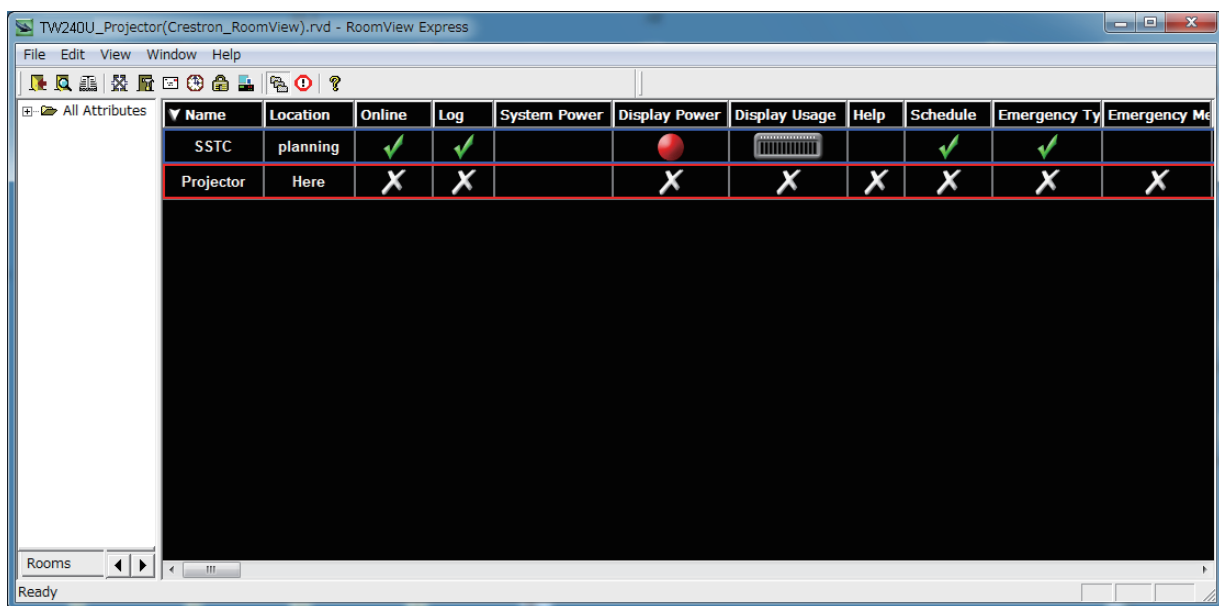 TW240U_Projector(Crestron_RoomView).rvd - RoomView Express
File Edit View Window Help
All Attributes
Name Location Online Log System Power Display Power Display Usage Help Schedule Emergency Ty Emergency Me
SSTC planning
Projector Here
Rooms
Ready